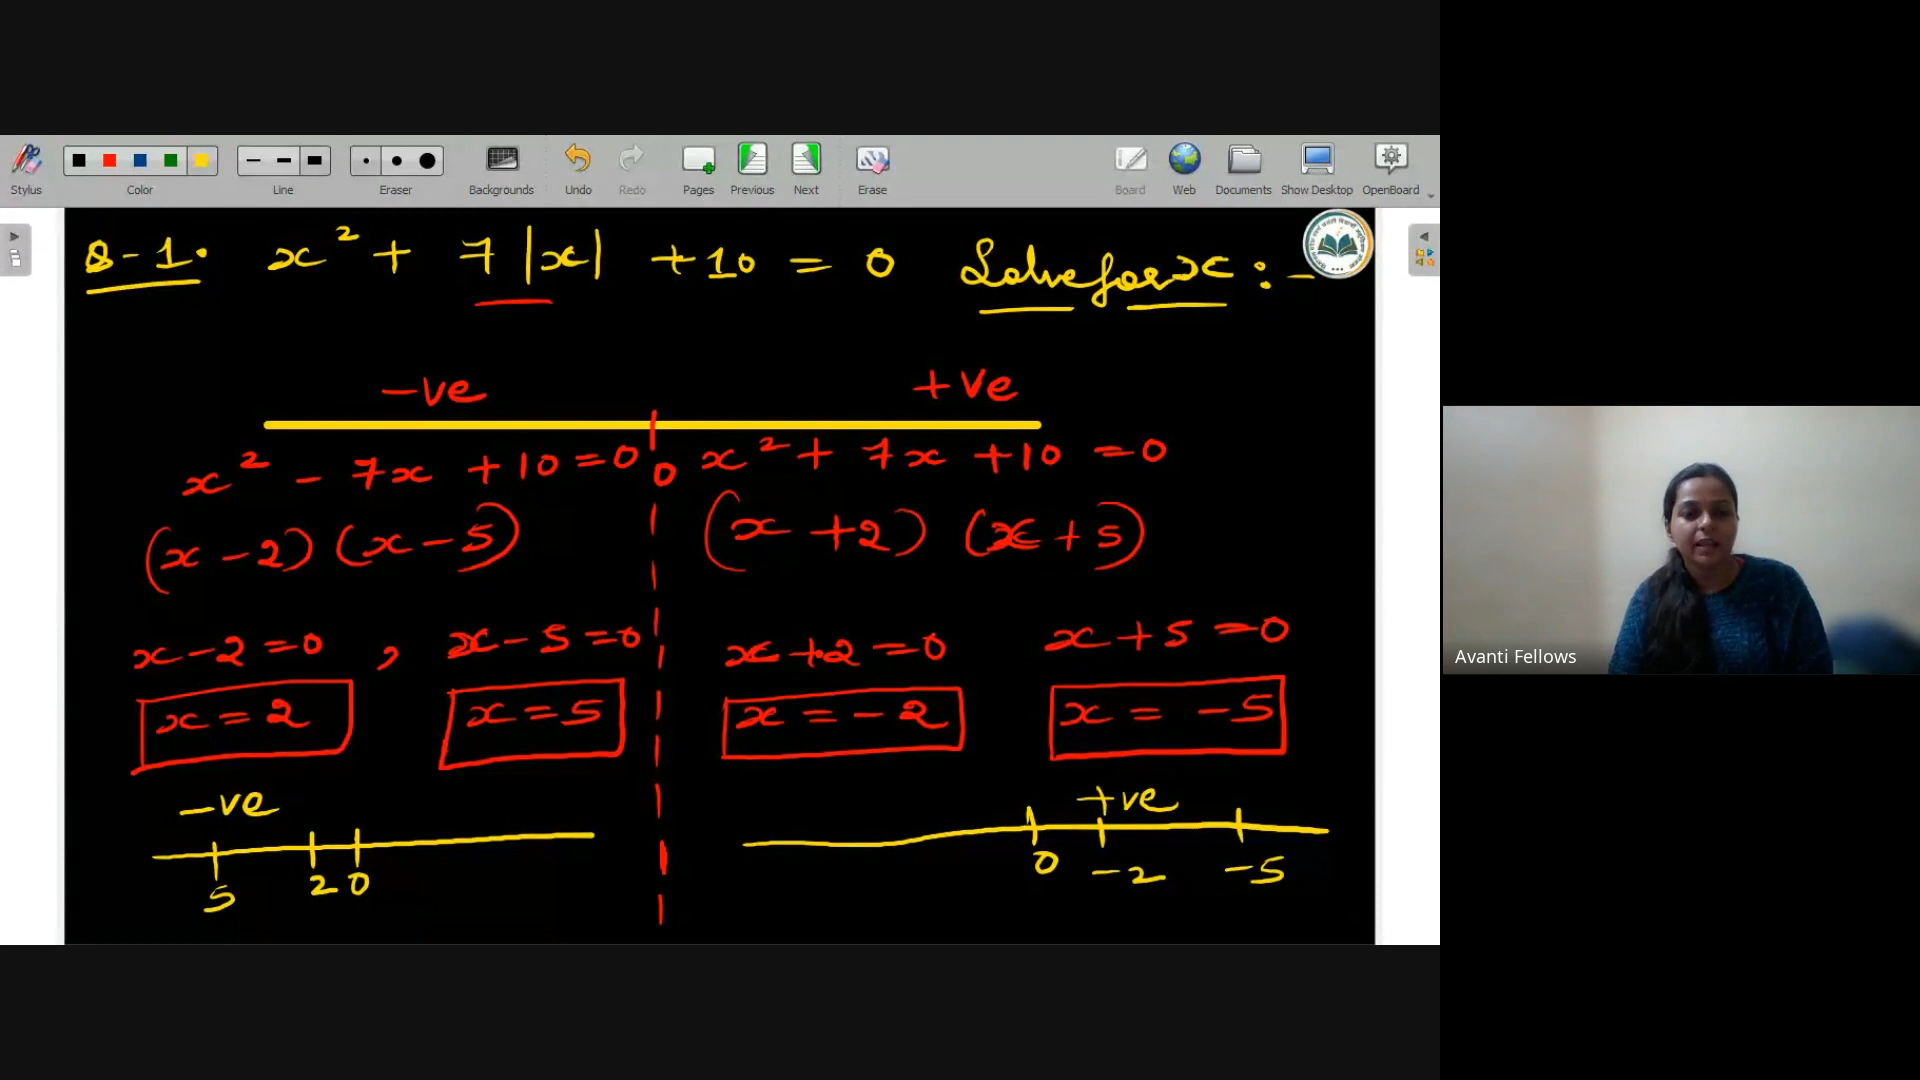 Stylus Color Line Eraser Backgrounds Undo Redo Pages Previous Next Erase Board Web Documents Show Desktop OpenBoard
Q-1. x² + 7|x| +10 = 0 Solve for x :-
-ve +ve
x² - 7x +10=0 0 x² + 7x +10 =0
(x -2) (x -5) (x +2) (x +5)
x-2=0 , x-5=0 x+2=0 x+5=0
x=2 x=5 x=-2 x= -5
-ve +ve
5 2 0 0 -2 -5
Avanti Fellows